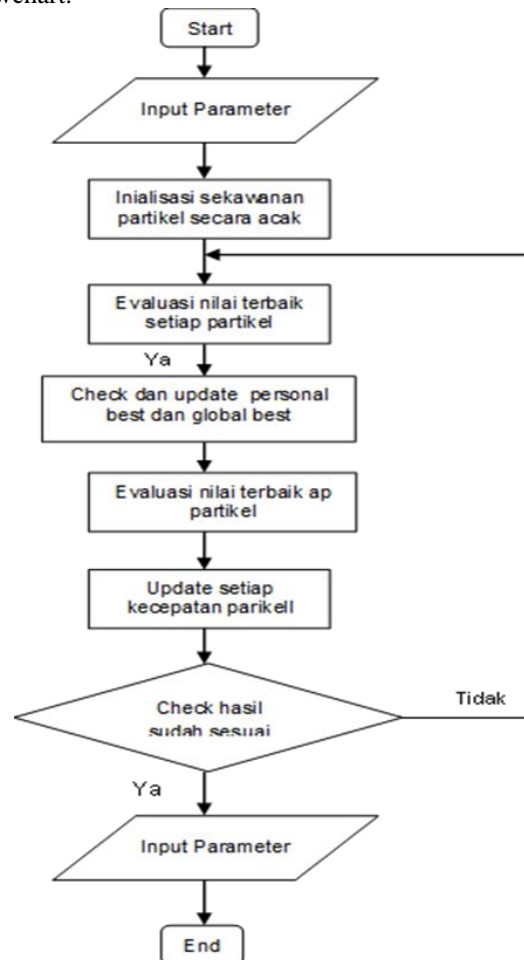 Start
Input Parameter
Inialisasi sekawanan
partikel secara acak
Evaluasi nilai terbaik
setiap partikel
Ya
Check dan update personal
best dan global best
Evaluasi nilai terbaik ap
partikel
Update setiap
kecepatan parikell
Check hasil
sudah sesuai
Tidak
Ya
Input Parameter
End